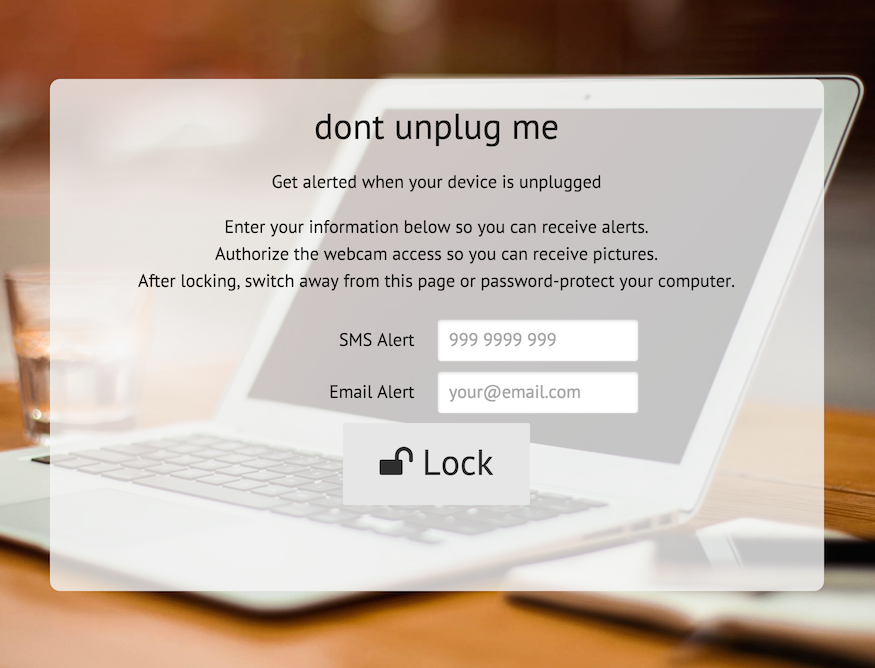 dont unplug me
Get alerted when your device is unplugged
Enter your information below so you can receive alerts.
Authorize the webcam access so you can receive pictures.
After locking, switch away from this page or password-protect your computer.
SMS Alert 999 9999 999
Email Alert your@email.com
Lock